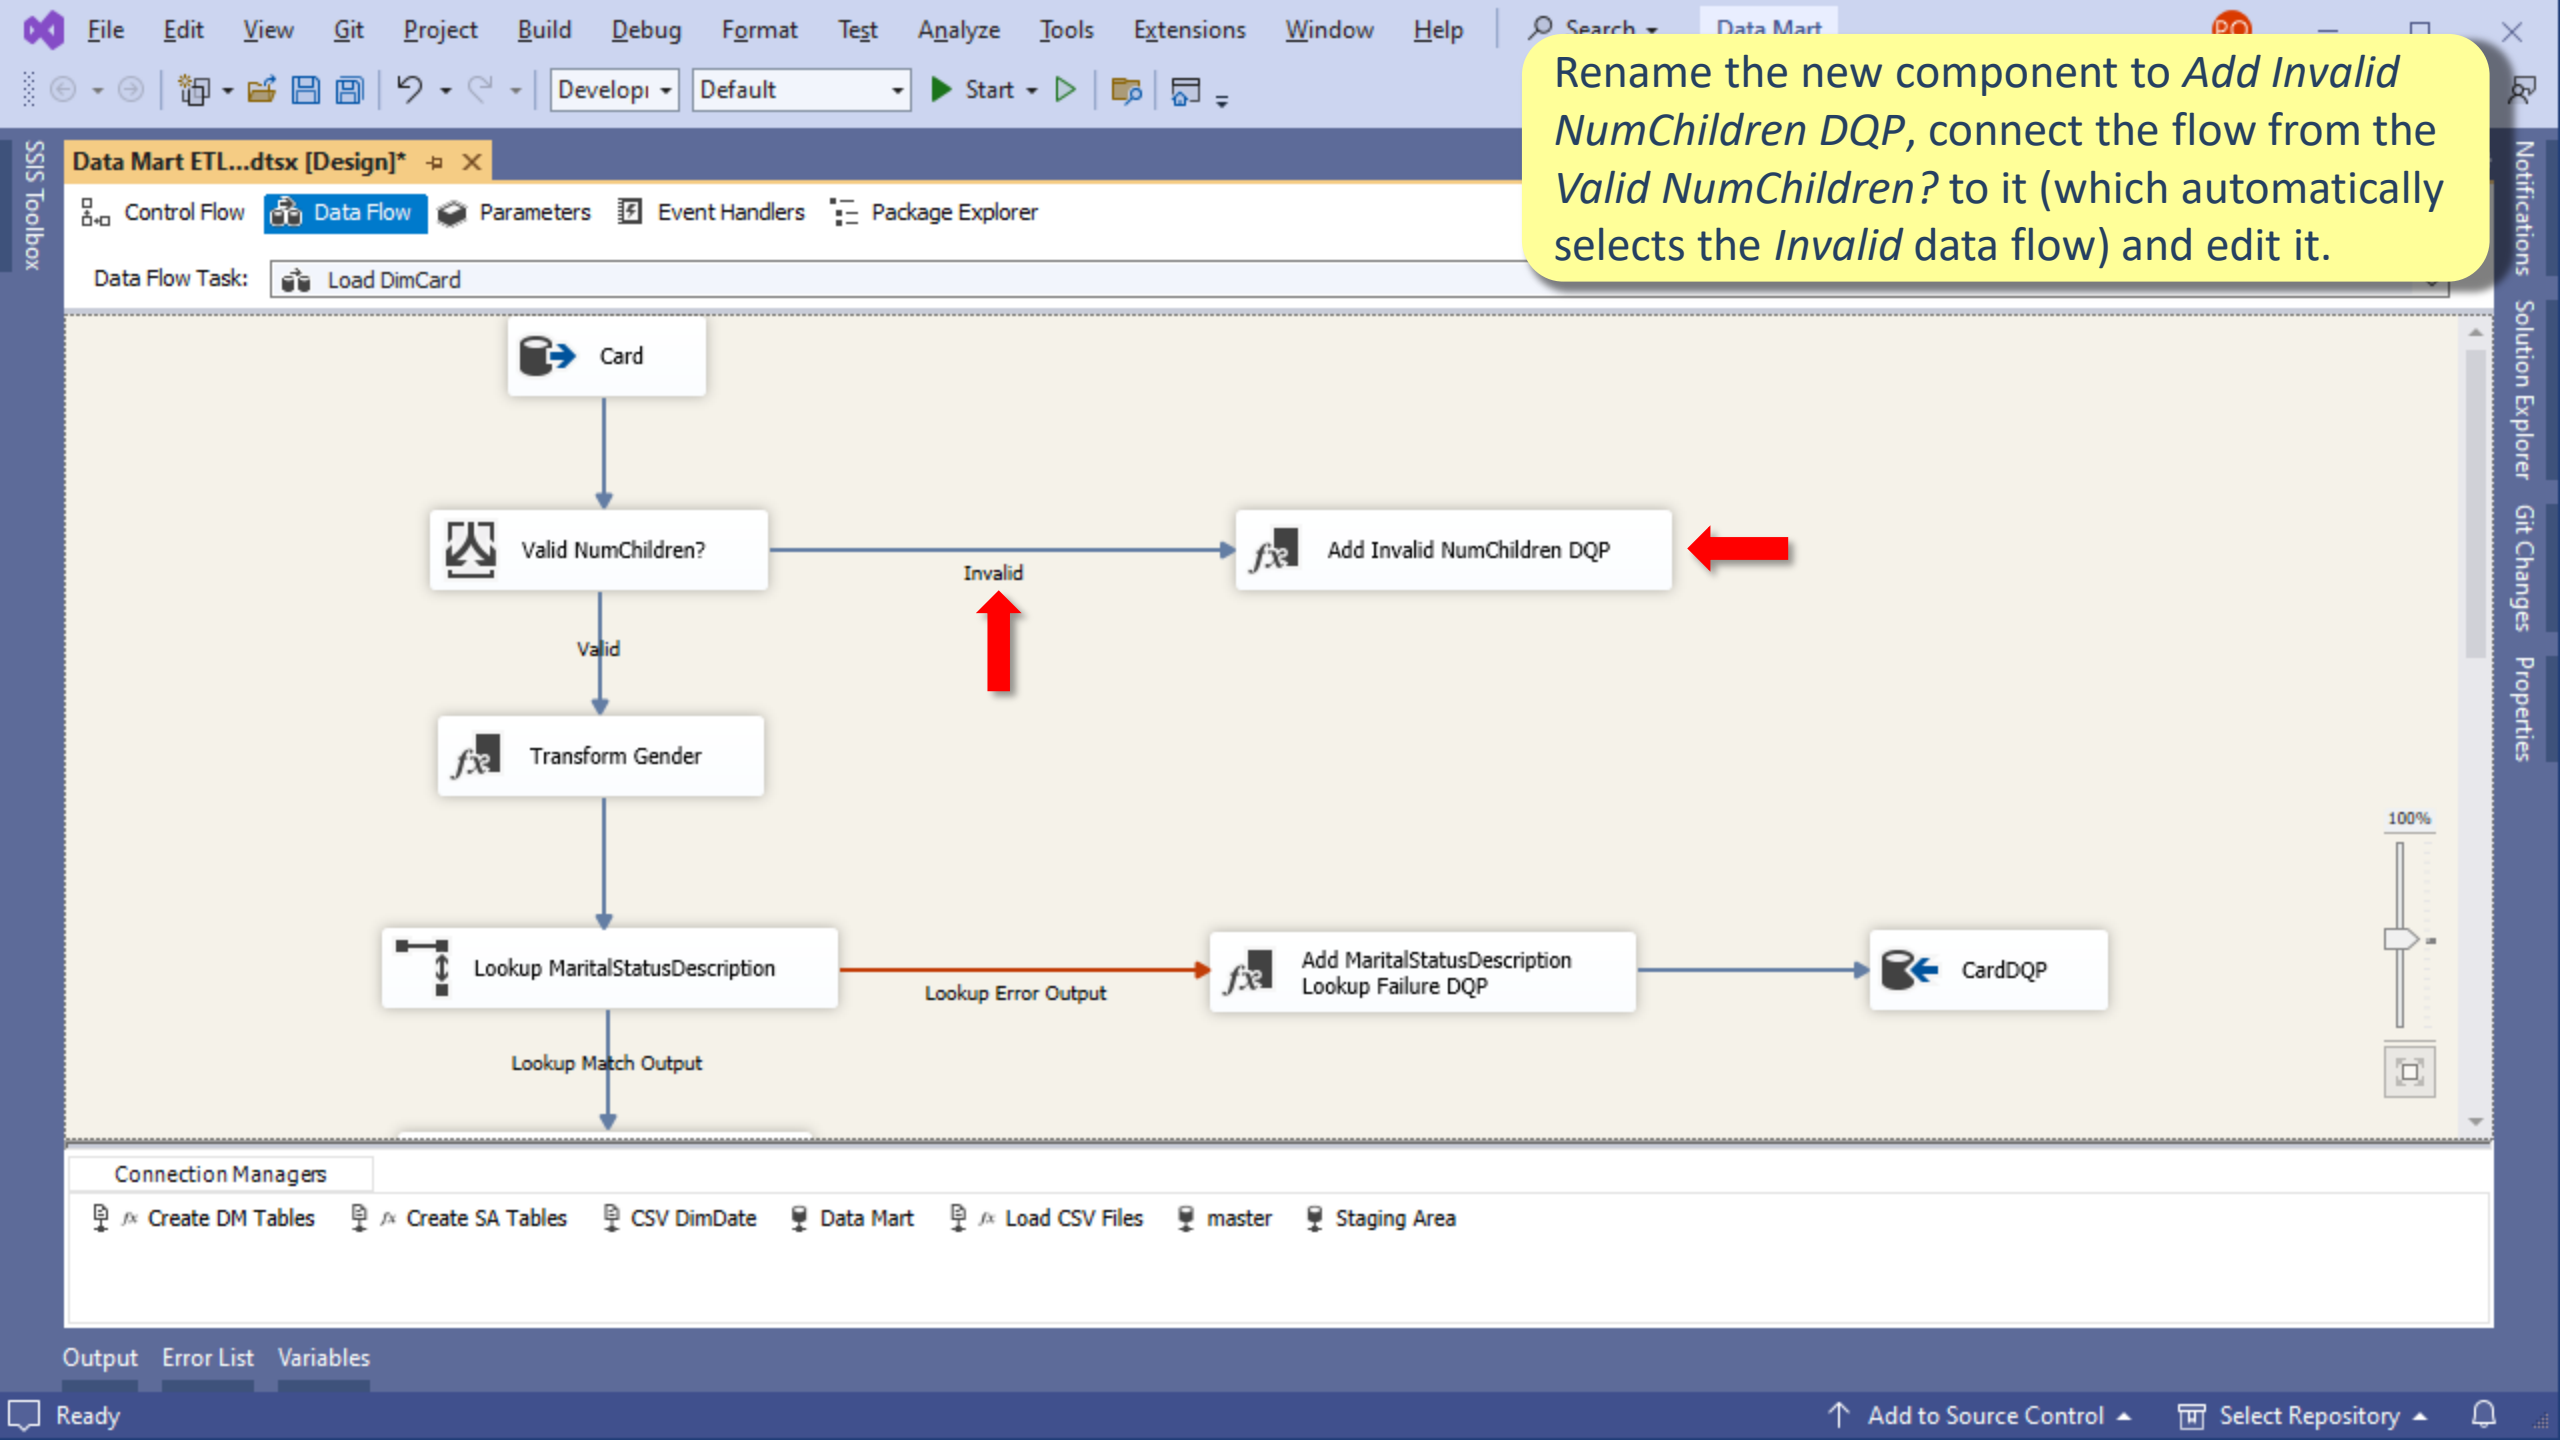 File Edit View Git Project Build Debug Format Test Analyze Tools Extensions Window Help Search Data Mart
Develop Default Start
Rename the new component to Add Invalid
NumChildren DQP, connect the flow from the
Valid NumChildren? to it (which automatically
selects the Invalid data flow) and edit it.
SSIS Toolbox
Data Mart ETL...dtsx [Design]*
Control Flow Data Flow Parameters Event Handlers Package Explorer
Data Flow Task: Load DimCard
Card
Valid NumChildren?
Invalid
Add Invalid NumChildren DQP
Valid
Transform Gender
Lookup MaritalStatusDescription
Lookup Error Output
Add MaritalStatusDescription
Lookup Failure DQP
CardDQP
Lookup Match Output
100%
Notifications Solution Explorer Git Changes Properties
Connection Managers
fx Create DM Tables fx Create SA Tables CSV DimDate Data Mart fx Load CSV Files master Staging Area
Output Error List Variables
Ready Add to Source Control Select Repository